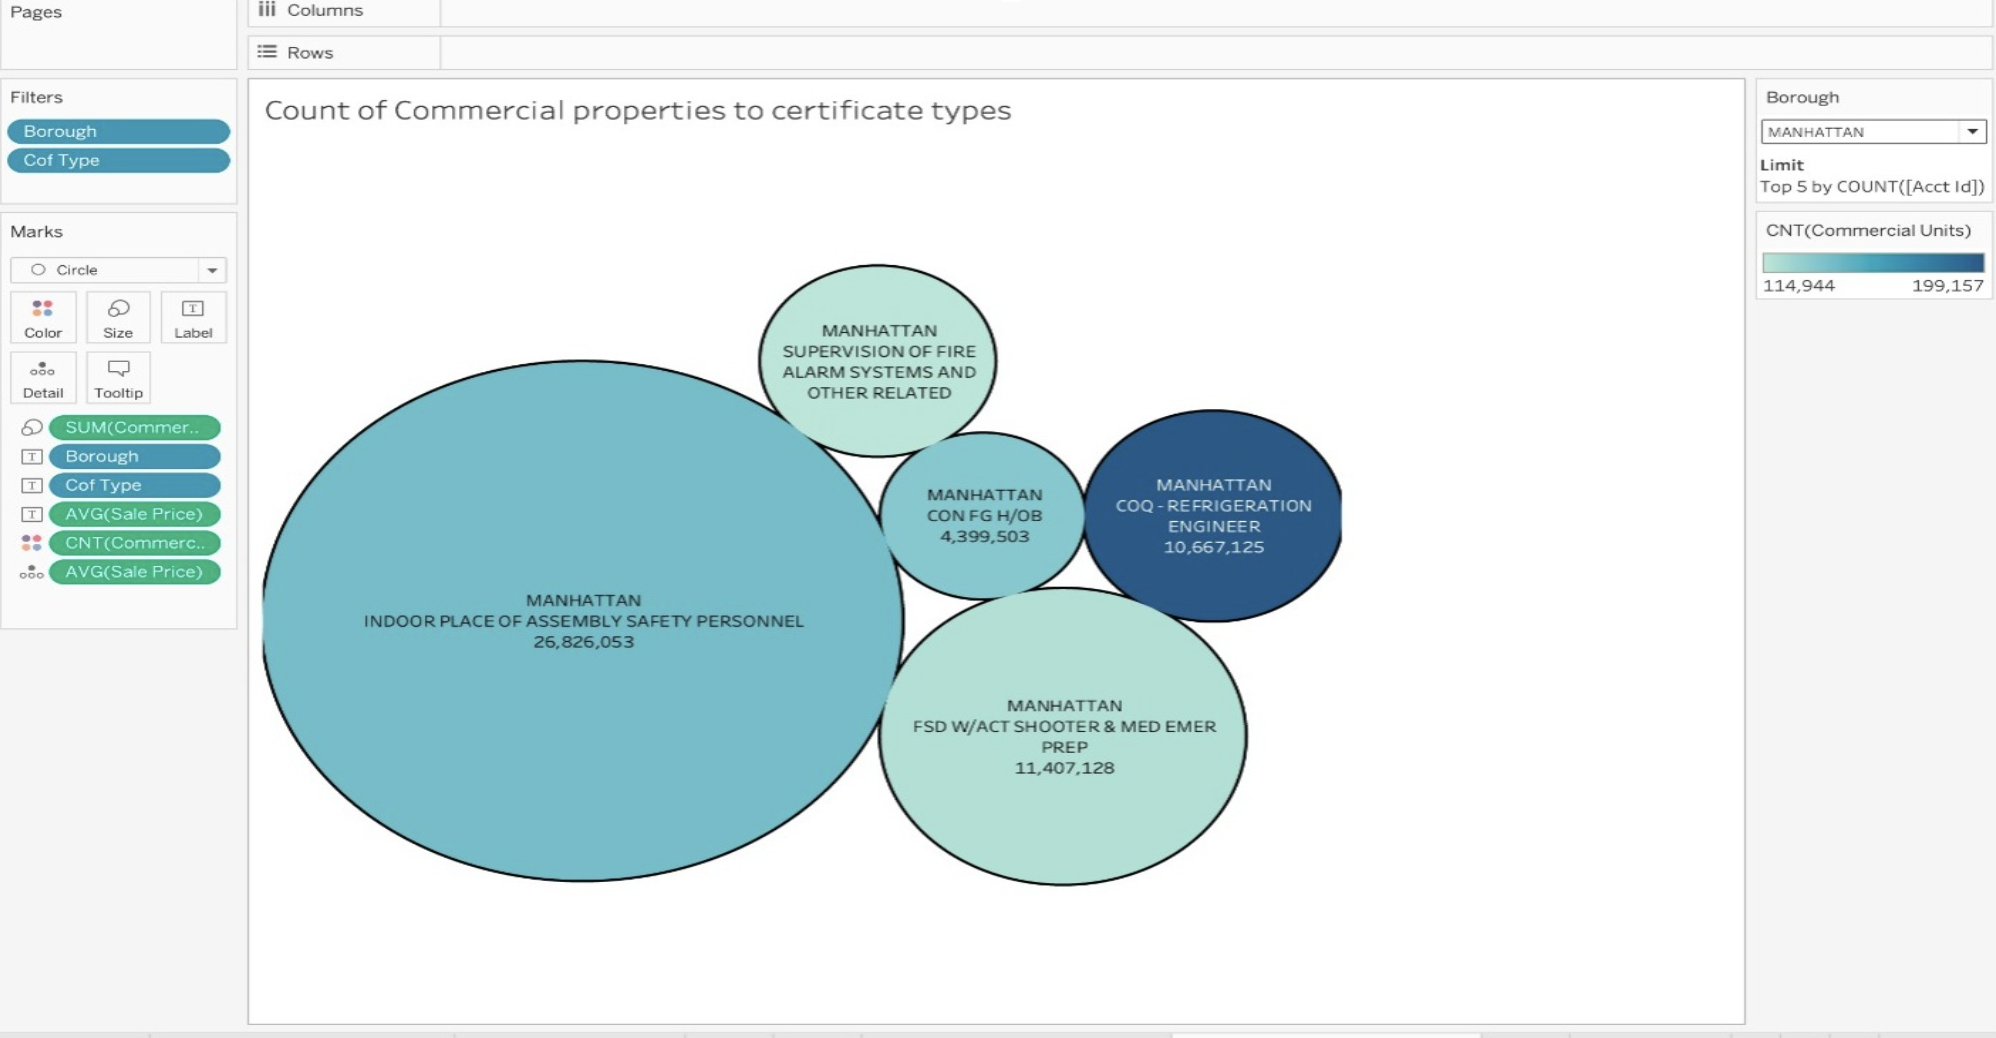 Pages
Columns
Rows
Filters
Borough
Cof Type
Marks
Circle
Color
Size
T
Label
Detail
Tooltip
SUM(Commer..
T
Borough
T
Cof Type
T
AVG(Sale Price)
CNT(Commerc..
AVG(Sale Price)
Count of Commercial properties to certificate types
MANHATTAN
SUPERVISION OF FIRE
ALARM SYSTEMS AND
OTHER RELATED
MANHATTAN
CON FG H/OB
4,399,503
MANHATTAN
COQ - REFRIGERATION
ENGINEER
10,667,125
MANHATTAN
INDOOR PLACE OF ASSEMBLY SAFETY PERSONNEL
26,826,053
MANHATTAN
FSD W/ACT SHOOTER & MED EMER
PREP
11,407,128
Borough
MANHATTAN
Limit
Top 5 by COUNT([Acct Id])
CNT(Commercial Units)
114,944
199,157